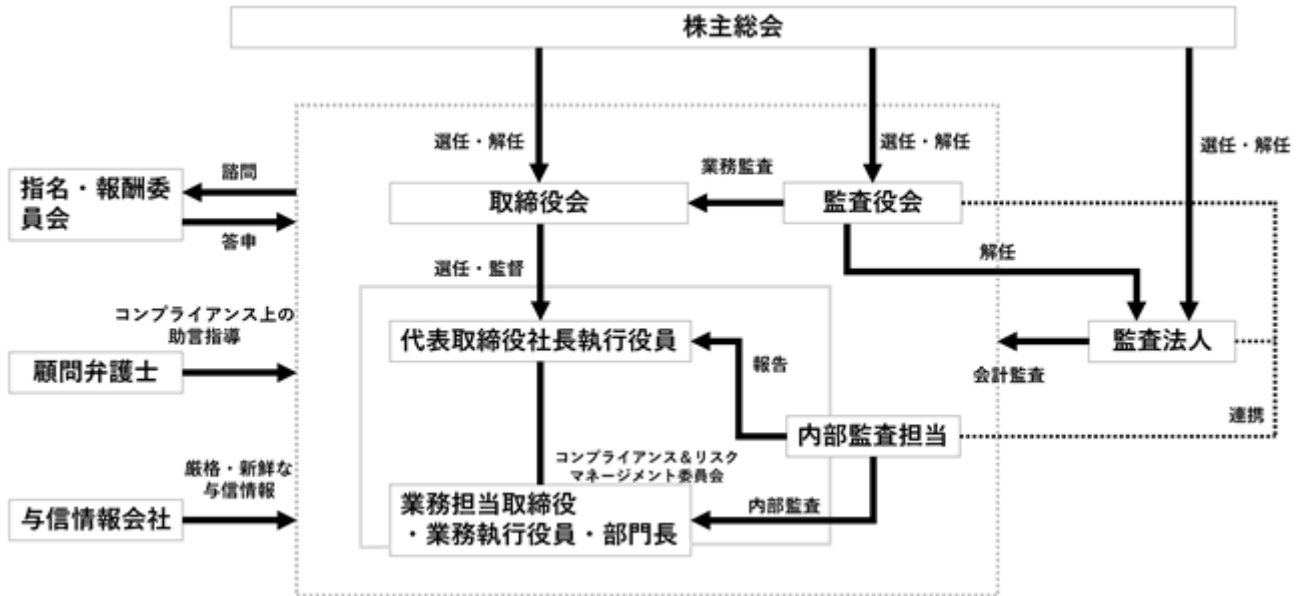 株主総会
選任・解任
選任・解任
選任・解任
業務監査
諮問
指名・報酬委
員会
取締役会
監査役会
答申
解任
選任・監督
コンプライアンス上の
助言指導
代表取締役社長執行役員
監査法人
顧問弁護士
報告
会計監査
連携
内部監査担当
コンプライアンス&リスク
マネージメント委員会
厳格・新鮮な
与信情報
業務担当取締役
・業務執行役員・部門長
内部監査
与信情報会社